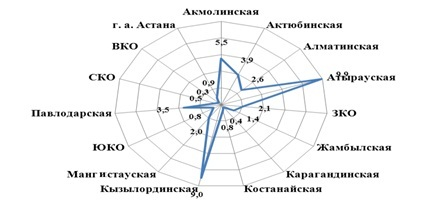 Акмолинская
г. а. Астана
Актюбинская
ВКО
5,5
3,9
Алматинская
СКО
0,9
2,6
Атырауская
9,9
0,3
0,5
Павлодарская
3,5
2,1
ЗКО
0,8
0,4
1,4
ЮКО
2,0
0,8
Жамбылская
Мангистауская
Карагандинская
Кызылординская
9,0
Костанайская